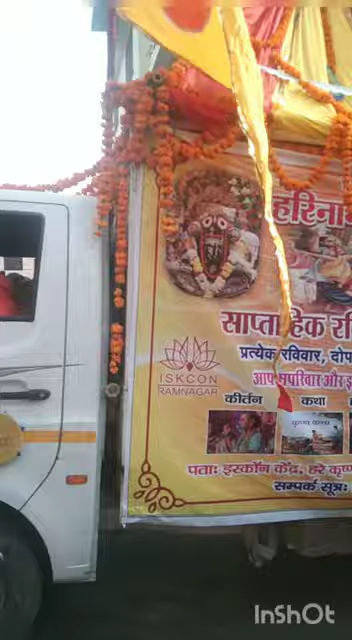 हरिनाम
साप्ताहिक
प्रत्येक रविवार,
ISKCON
RAMNAGAR
आप सपरिवार और
कीर्तन कथा
पता: इस्कॉन केंद्र, हरे कृष्ण
सम्पर्क सूत्र:
InShOt